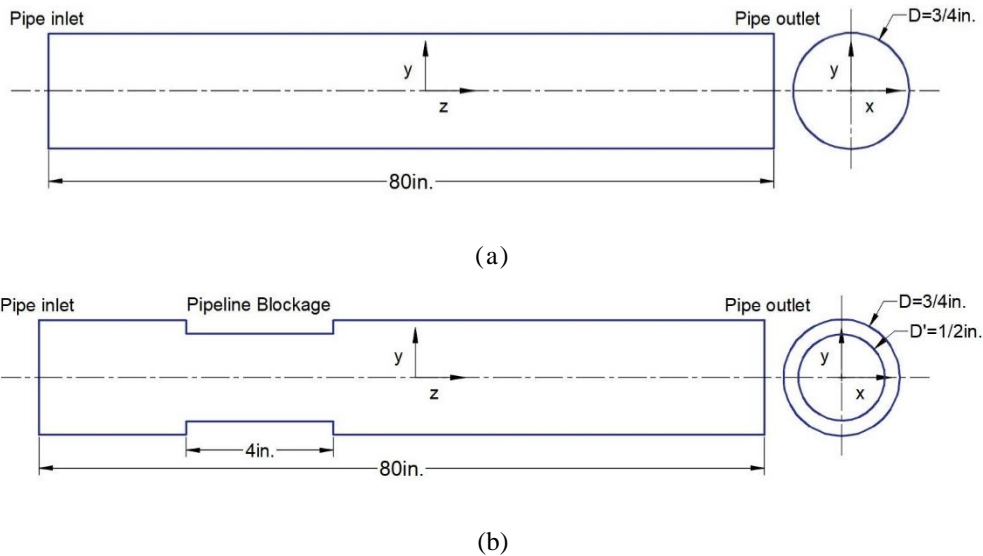 Pipe inlet
Pipe outlet
D=3/4in.
y
z
y
x
80in.
(a)
Pipe inlet
Pipeline Blockage
Pipe outlet
D=3/4in.
D'=1/2in.
y
z
y
x
4in.
80in.
(b)